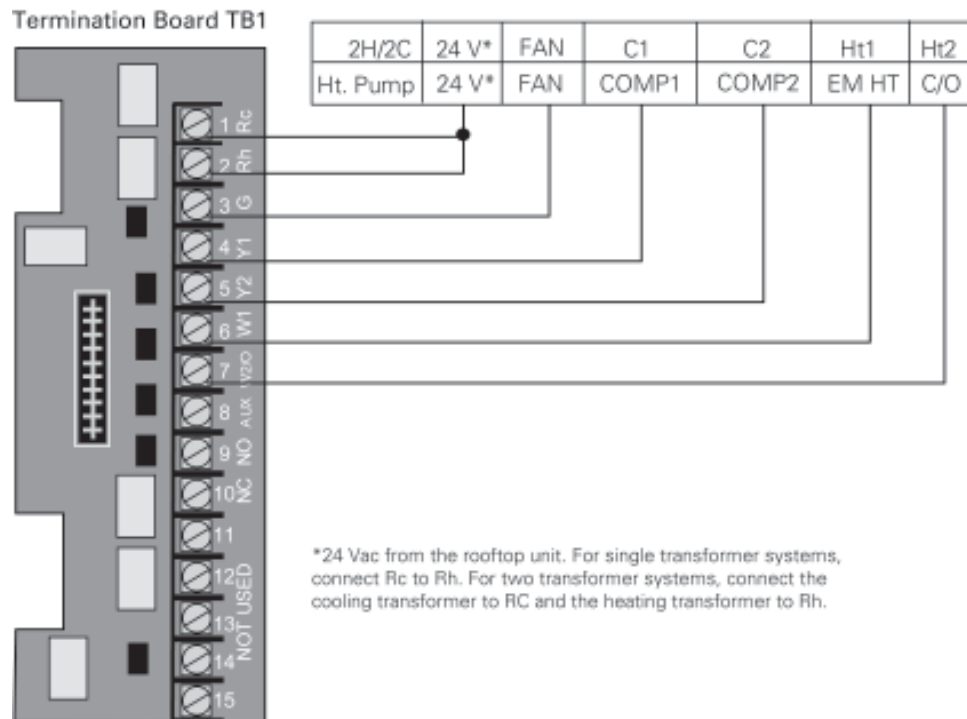 Termination Board TB1
2H/2C 24 V* FAN C1 C2 Ht1 Ht2
Ht. Pump 24 V* FAN COMP1 COMP2 EM HT C/O
1 Rc
2 Rh
3 G
4 Y1
5 Y2
6 W1
7 W2/O
8 AUX
9 NO
10 NC
11
12
13
14
15
NOT USED
*24 Vac from the rooftop unit. For single transformer systems,
connect Rc to Rh. For two transformer systems, connect the
cooling transformer to RC and the heating transformer to Rh.